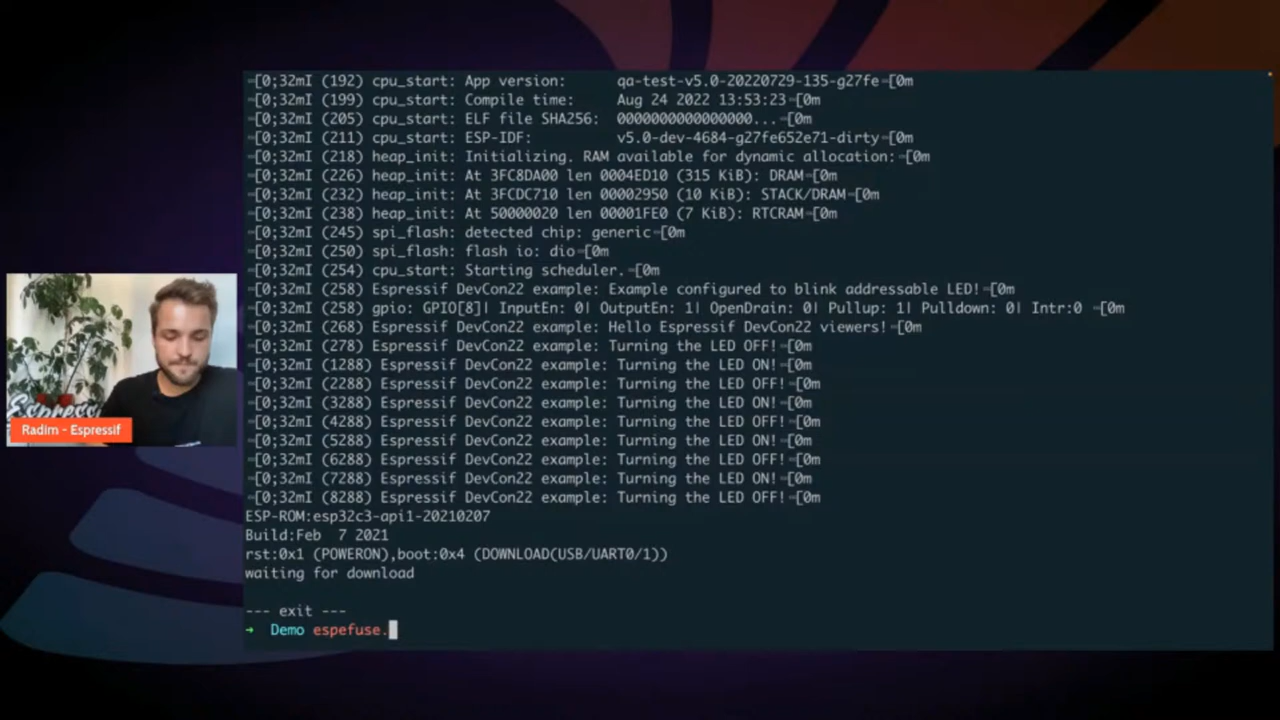 [0;32mI (192) cpu_start: App version:      qa-test-v5.0-20220729-135-g27fe [0m
[0;32mI (199) cpu_start: Compile time:     Aug 24 2022 13:53:23 [0m
[0;32mI (205) cpu_start: ELF file SHA256:  0000000000000000... [0m
[0;32mI (211) cpu_start: ESP-IDF:          v5.0-dev-4684-g27fe652e71-dirty [0m
[0;32mI (218) heap_init: Initializing. RAM available for dynamic allocation: [0m
[0;32mI (226) heap_init: At 3FC8DA00 len 0004ED10 (315 KiB): DRAM [0m
[0;32mI (232) heap_init: At 3FCDC710 len 00002950 (10 KiB): STACK/DRAM [0m
[0;32mI (238) heap_init: At 50000020 len 00001FE0 (7 KiB): RTCRAM [0m
[0;32mI (245) spi_flash: detected chip: generic [0m
[0;32mI (250) spi_flash: flash io: dio [0m
[0;32mI (254) cpu_start: Starting scheduler. [0m
[0;32mI (258) Espressif DevCon22 example: Example configured to blink addressable LED! [0m
[0;32mI (258) gpio: GPIO[8]| InputEn: 0| OutputEn: 1| OpenDrain: 0| Pullup: 1| Pulldown: 0| Intr:0 [0m
[0;32mI (268) Espressif DevCon22 example: Hello Espressif DevCon22 viewers! [0m
[0;32mI (278) Espressif DevCon22 example: Turning the LED OFF! [0m
[0;32mI (1288) Espressif DevCon22 example: Turning the LED ON! [0m
[0;32mI (2288) Espressif DevCon22 example: Turning the LED OFF! [0m
[0;32mI (3288) Espressif DevCon22 example: Turning the LED ON! [0m
[0;32mI (4288) Espressif DevCon22 example: Turning the LED OFF! [0m
[0;32mI (5288) Espressif DevCon22 example: Turning the LED ON! [0m
[0;32mI (6288) Espressif DevCon22 example: Turning the LED OFF! [0m
[0;32mI (7288) Espressif DevCon22 example: Turning the LED ON! [0m
[0;32mI (8288) Espressif DevCon22 example: Turning the LED OFF! [0m
ESP-ROM:esp32c3-api1-20210207
Build:Feb  7 2021
rst:0x1 (POWERON),boot:0x4 (DOWNLOAD(USB/UART0/1))
waiting for download
--- exit ---
→ Demo espefuse.
Espress
Radim - Espressif